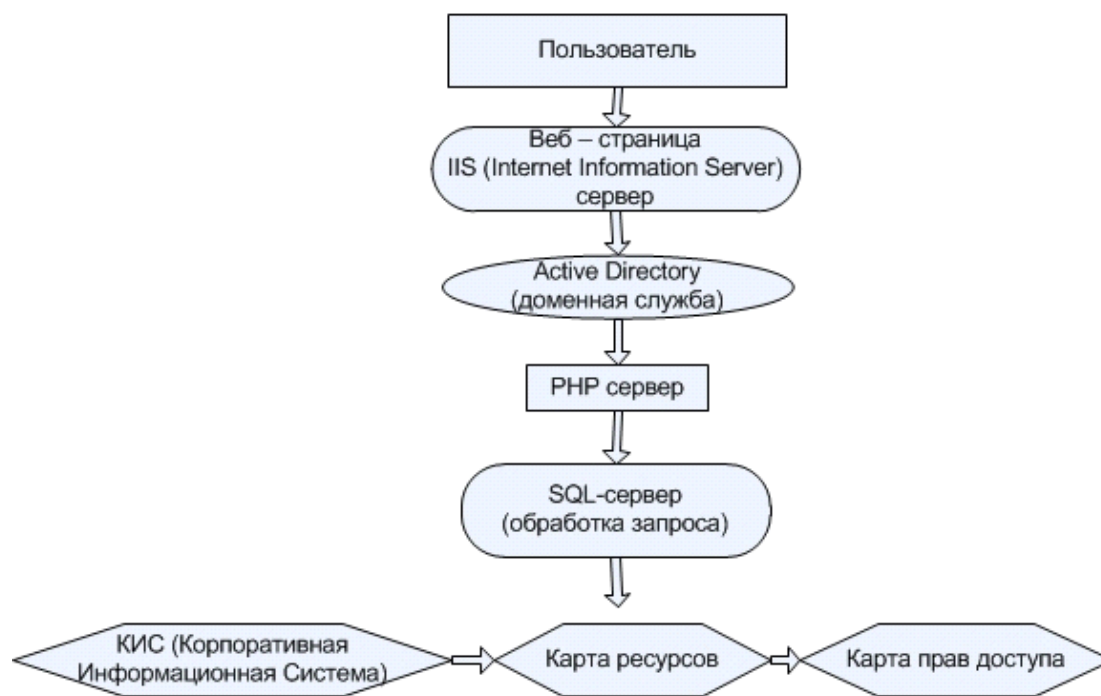 Пользователь
Веб – страница
IIS (Internet Information Server)
сервер
Active Directory
(доменная служба)
PHP сервер
SQL-сервер
(обработка запроса)
КИС (Корпоративная
Информационная Система)
Карта ресурсов
Карта прав доступа